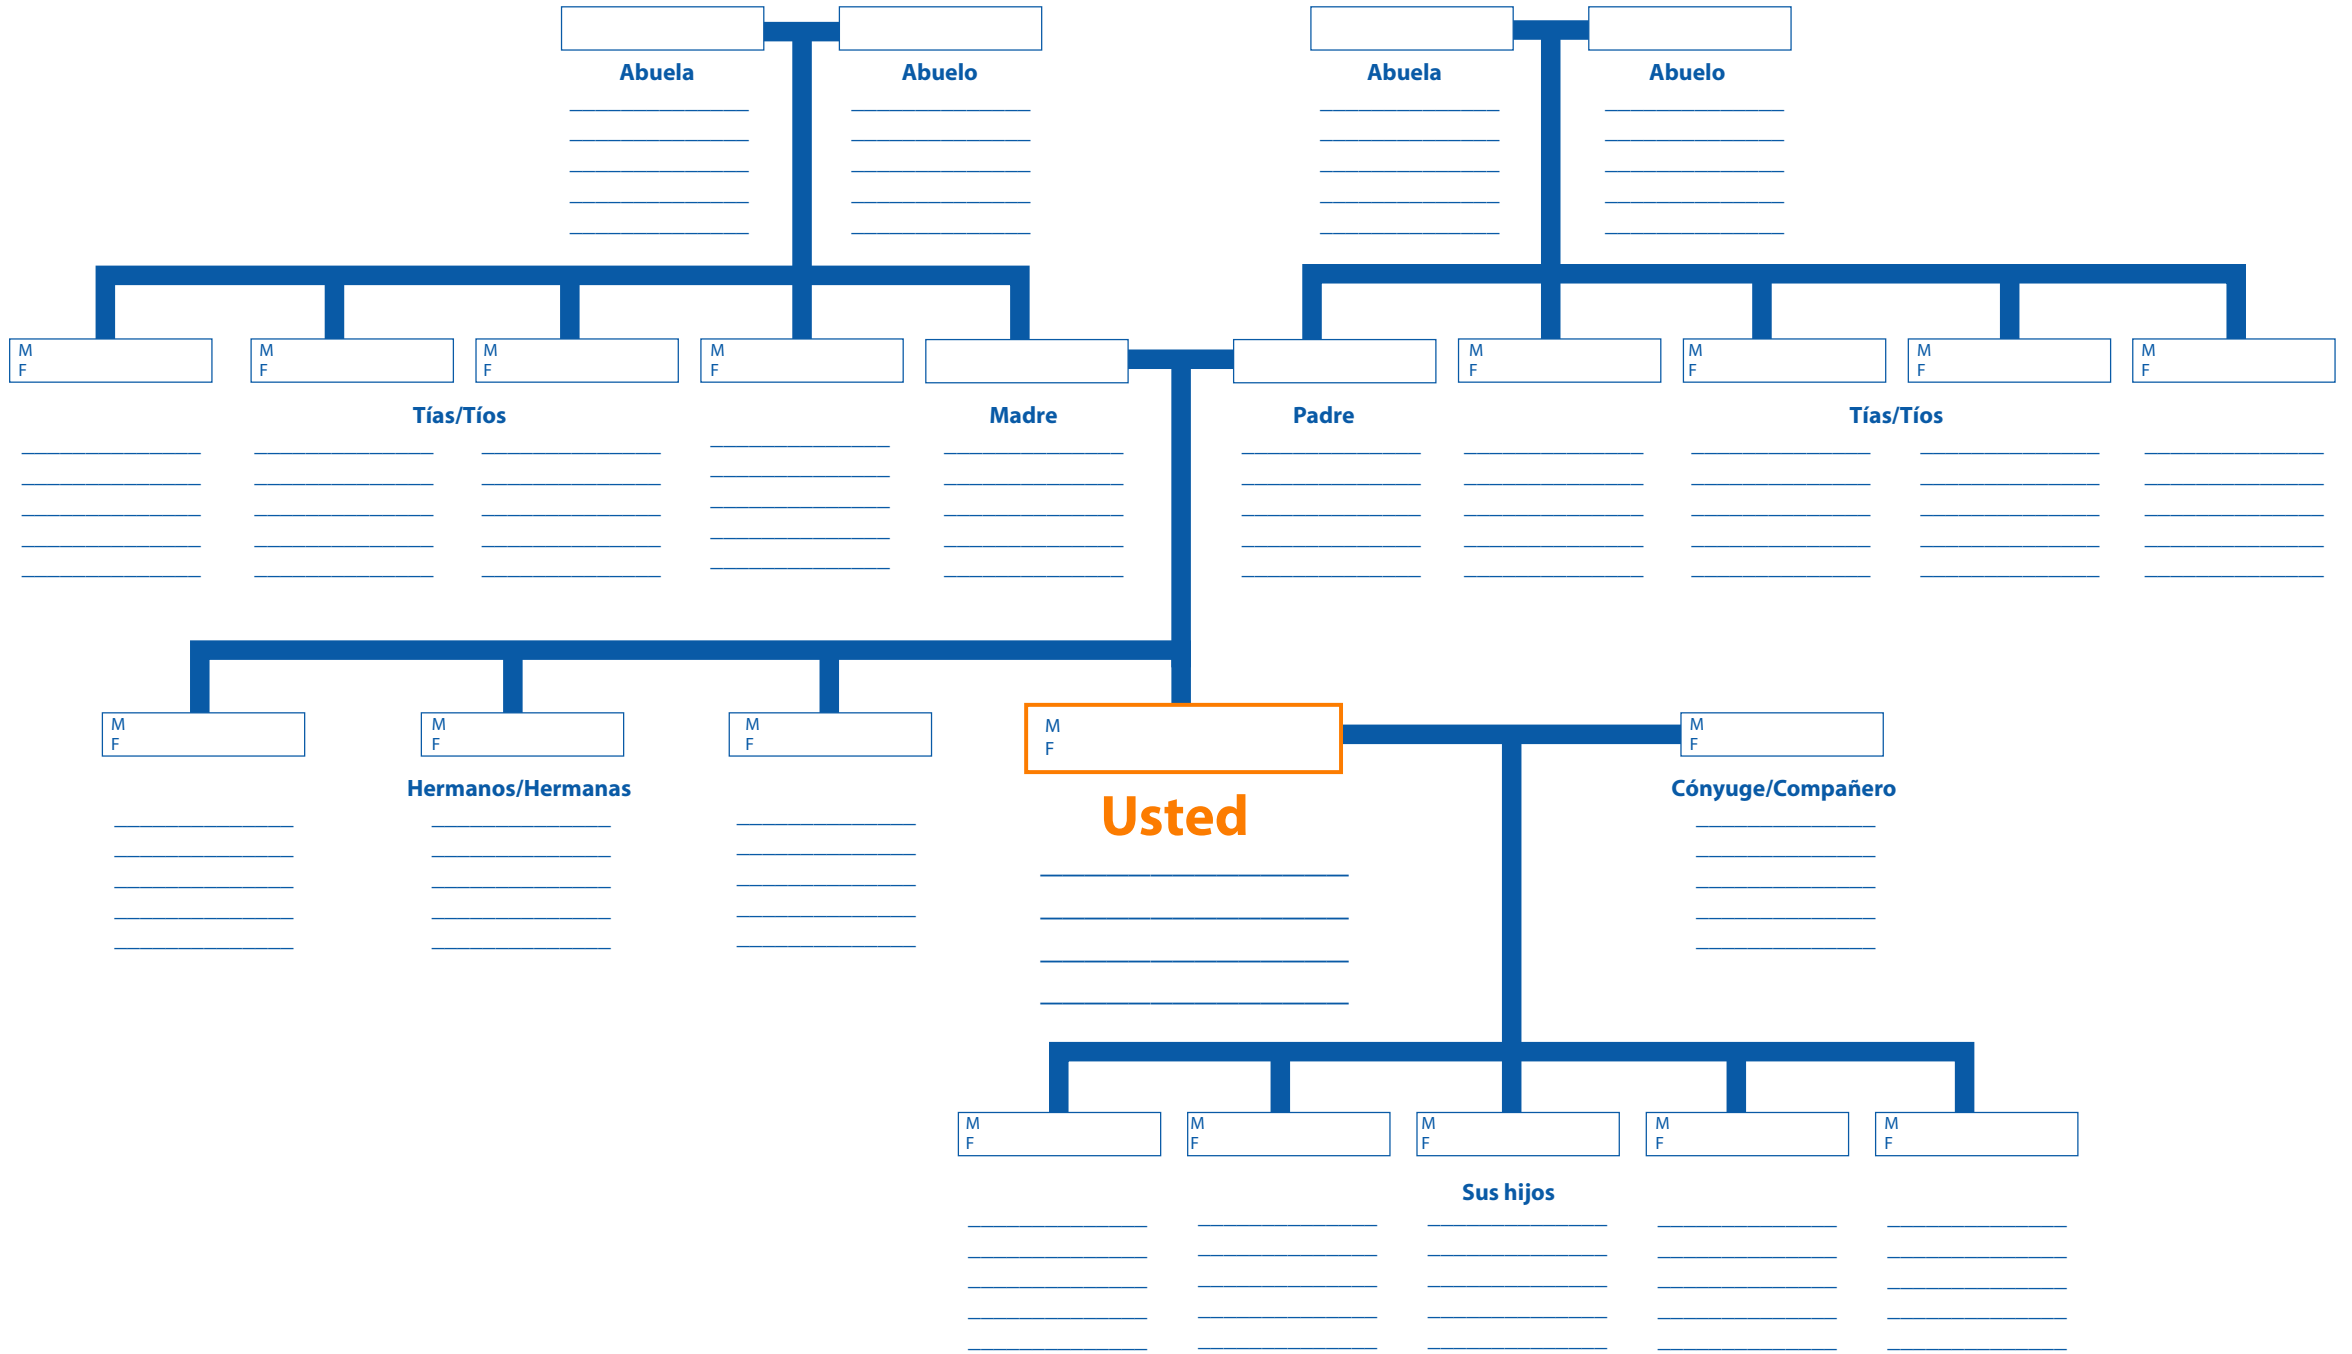 Abuela Abuelo Abuela Abuelo
M M M M M M M M
F F F F F F F F
Tías/Tíos Madre Padre Tías/Tíos
M M M M M
F F F F F
Hermanos/Hermanas Cónyuge/Compañero
Usted
M M M M M
F F F F F
Sus hijos